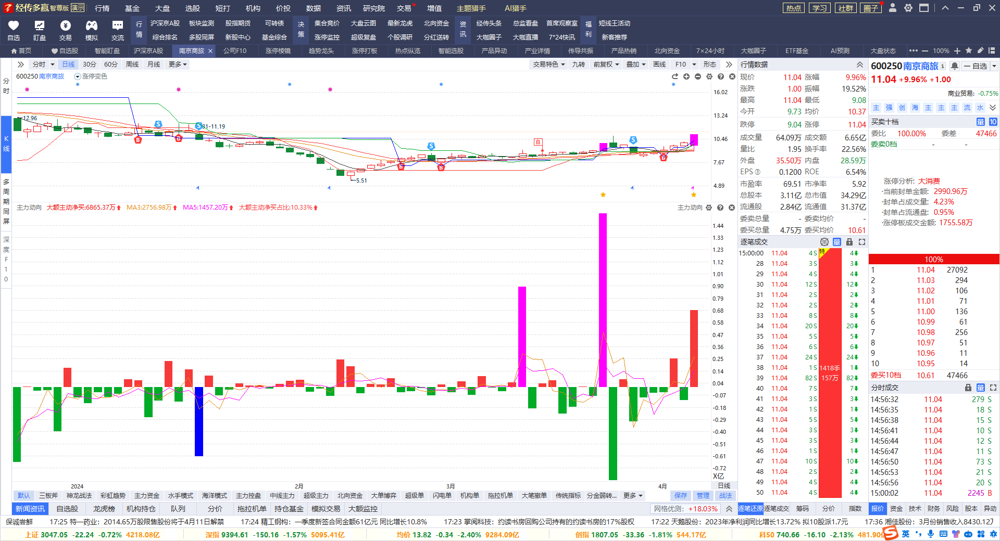 经传多赢 智尊版 演示 行情 基金 大盘 选股 短打 机构 价投 数据 资讯 研究院 交易 增值 主题猎手 AI猎手 热点 学习 社群 圈子
自选 盯盘 交易 模拟 交流
行情 沪深京A股 板块监测 股指期货 可转债 决策 集合竞价 大盘云图 最新龙虎 北向资金 资讯 经传头条 总监看盘 首席观察室 福利 短线王活动
综合排名 多股同屏 新股中心 基金综合 涨停监控 超级复盘 个股调研 分红送转 大咖圈子 大咖直播 7*24快讯 新客推荐
首页 自选股 智能盯盘 沪深京A股 南京商旅 公司F10 涨停棱镜 趋势龙头 涨停打板 热点纵览 智能选股 产品异动 产业详情 传导共振 产品热销 北向资金 7×24小时 大咖圈子 ETF基金 AI预测 大盘状态 100%
分时 日线 30分 60分 周线 月线 更多 交易特色 九转 前复权 叠加 画线 F10 形态
分时
K线
多周期同屏
深度F10
600250 南京商旅 涨停变色
16.02
13.24
10.46
7.67
4.89
12.96
31-11.19
5.51
自
主力动向 大额主动净买:6865.37万 MA3:2756.98万 MA5:1457.20万 大额主动净买占比:10.33% 主力动向
1.44
1.33
1.23
1.12
1.01
0.90
0.79
0.68
0.58
0.47
0.36
0.25
0.14
0.04
-0.07
-0.18
-0.29
-0.40
-0.51
-0.61
-0.72
X亿
2024 2月 3月 4月 日线
默认 三板斧 神龙战法 彩虹趋势 主力资金 水手模式 海洋模式 主力控盘 中线主力 超级主力 北向资金 大单博弈 超级单 闪电单 机构单 拖拉机单 大笔撤单 传统指标 分金弱转... 更多 保存 管理 战法
新闻资讯 自选股 龙虎榜 机构持仓 队列 分价 拖拉机单 持仓基金 模拟交易 大额监控 网格优测: +18.03%
行情数据
现价 11.04 涨幅 9.96%
涨跌 1.00 振幅 19.52%
最高 11.04 最低 9.08
今开 9.73 均价 10.37
跌停 9.04 涨停 11.04
成交量 64.09万 成交额 6.65亿
量比 1.95 换手率 22.56%
外盘 35.50万 内盘 28.59万
EPS③ 0.1200 ROE 6.54%
市盈率 69.51 市净率 5.92
总股本 3.11亿 总市值 34.29亿
流通股 2.84亿 流通值 31.37亿
委卖总量 - 委卖均价 -
委买总量 4.75万 委买均价 10.61
逐笔成交 单 量
15:00:00 11.04 4 S 特 4
28 11.04 3 S 3
29 11.04 4 S 4
30 11.04 12 S 12
31 11.04 2 S 2
32 11.04 2 S 2
33 11.04 8 S 8
34 11.04 20 S 20
35 11.04 5 S 5
36 11.04 6 S 6
37 11.04 24 S 24
38 11.04 1 S 1418手 1
39 11.04 82 S 157万 82
40 11.04 7 S 7
41 11.04 3 S 3
42 11.04 1 S 1
43 11.04 5 S 5
44 11.04 3 S 3
45 11.04 3 S 3
46 11.04 1 S 1
47 11.04 10 S 10
48 11.04 2 S 2
49 11.04 4 S 4
50 11.04 4 S 4
逐笔还原 逐笔成交 筹码 分价 指数
600250 南京商旅 自选
11.04 +9.96% +1.00
商业贸易: -0.75%
主 强 创 海 主 主 主 流 水
买卖十档 量 10
委比 100.00% 委差 47466
委卖0档 - -
涨停分析: 大消费
·当前封单金额: 2990.96万
·封单占成交量: 4.23%
·封单占流通盘: 0.95%
·涨停板成交金额: 1755.58万
100%
1 11.04 27092
2 11.03 294
3 11.02 106
4 11.01 71
5 11.00 136
6 10.99 61
7 10.98 256
8 10.97 51
9 10.96 11
10 10.95 14
委买10档 10.61 47466
分时成交 量
14:56:32 11.04 279 S
14:56:35 11.04 18 S
14:56:38 11.04 15 S
14:56:41 11.04 10 S
14:56:44 11.04 12 S
14:56:47 11.04 11 S
14:56:50 11.04 73 S
14:56:53 11.04 21 S
14:56:56 11.04 20 S
15:00:02 11.04 2245 B
报价 资金 技术 财务 风险 股本 异动
保诚尝鲜 17:25 特一药业：2014.65万股限售股份将于4月11日解禁 17:24 精工钢构：一季度新签合同金额61亿元 同比增长10.8% 17:23 掌阅科技：约读书房回购公司持有的约读书房的17%股权 17:22 天鹅股份：2023年净利润同比增长13.72% 拟10股派1.7元 17:36 湘佳股份：3月份销售收入8430.12万
上证 3047.05 -22.24 -0.72% 4218.08亿 深指 9394.61 -150.16 -1.57% 5095.41亿 均价 13.82 -0.34 -2.40% 9284.09亿 创指 1807.05 -33.36 -1.81% 544.17亿 科50 740.66 -16.10 -2.13% 481.90亿 英